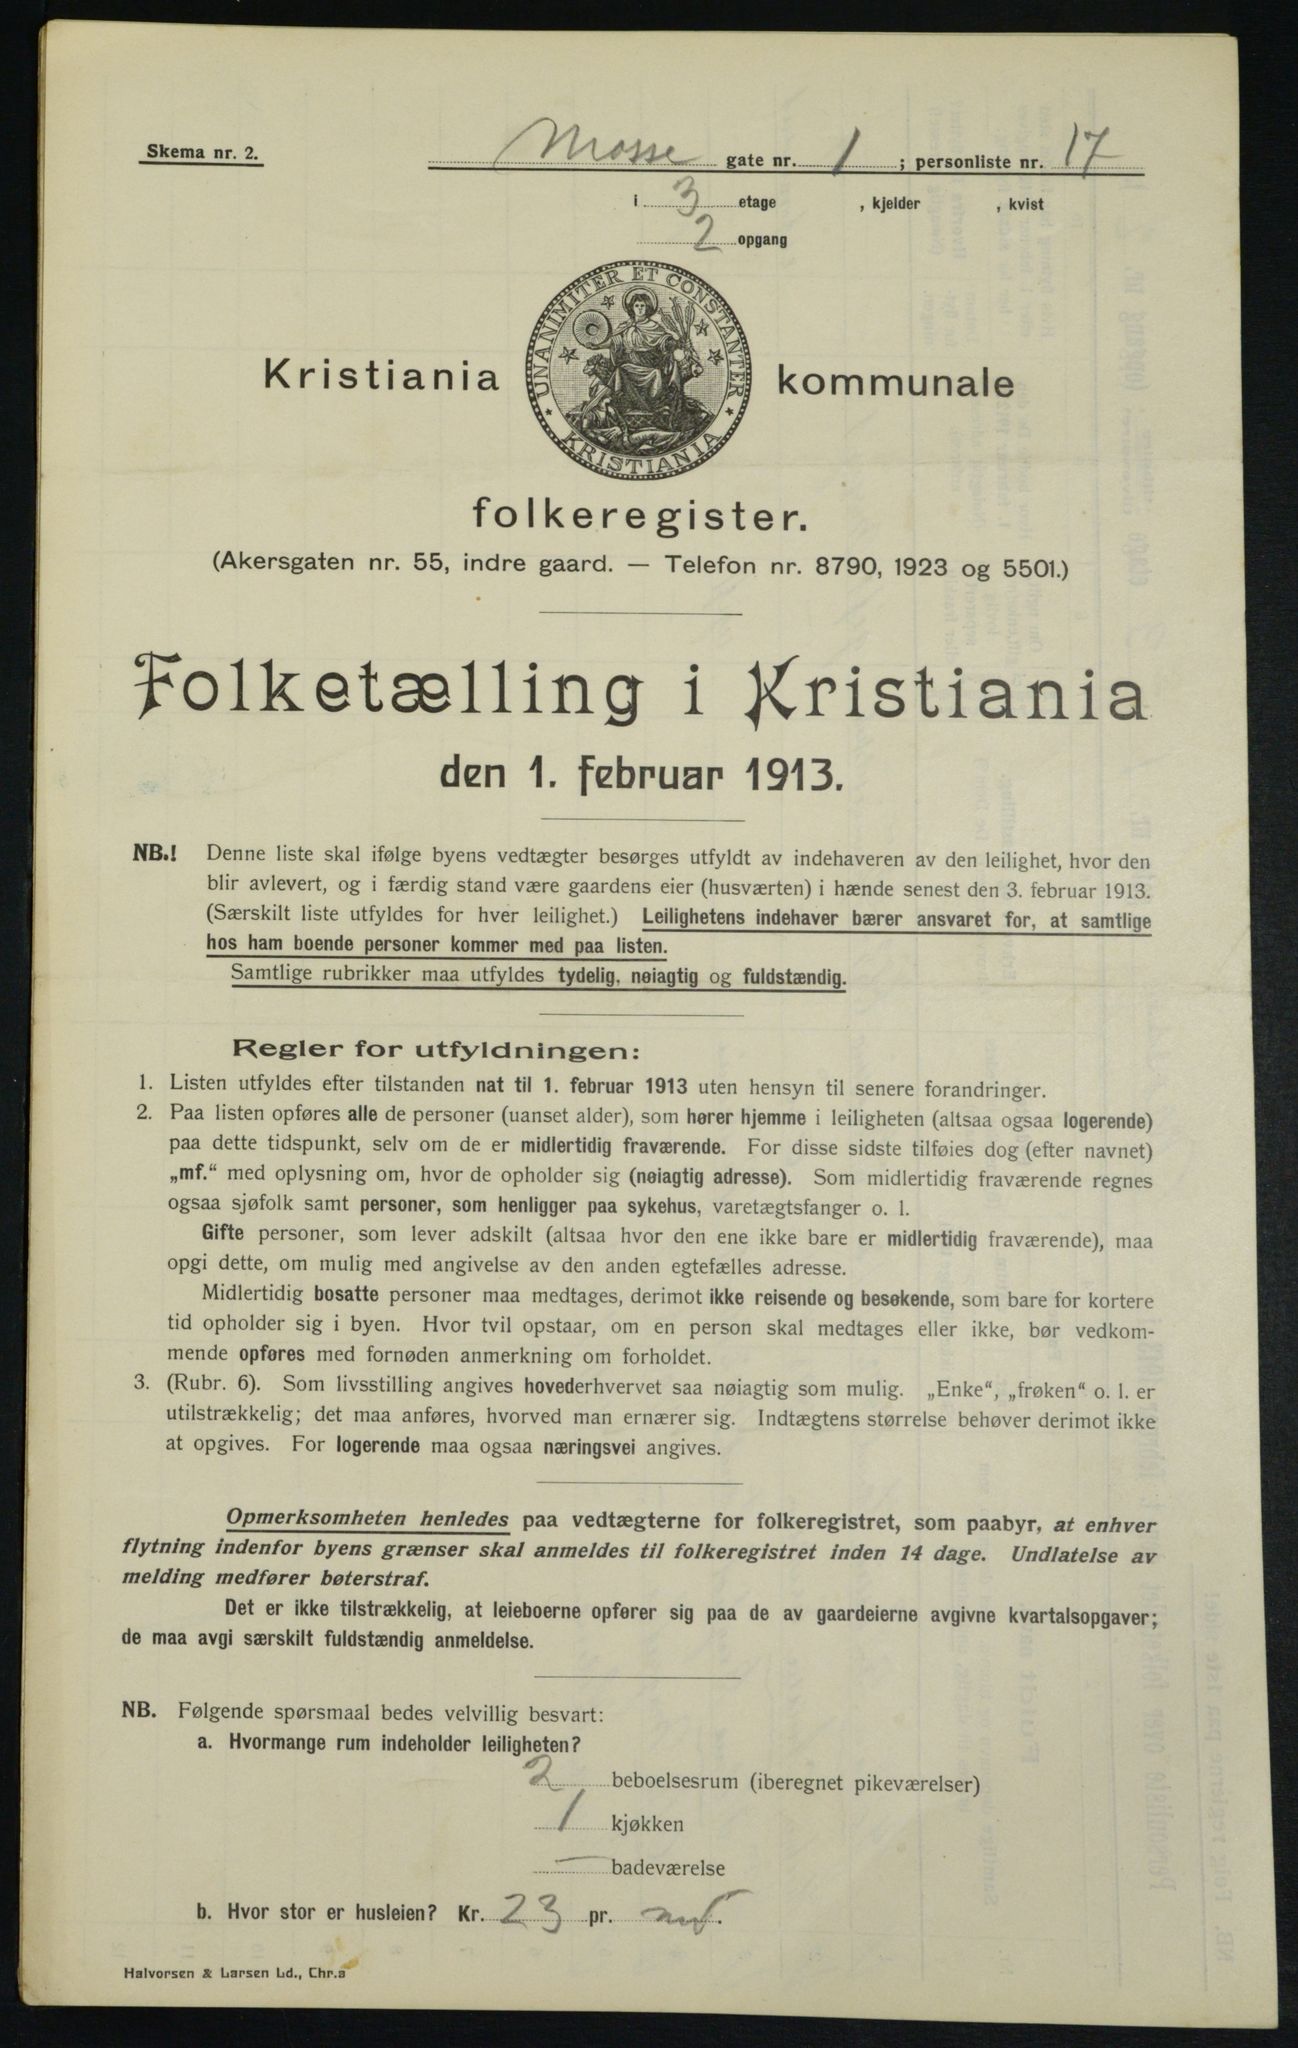 Skema nr. 2.
Mosse gate nr. 1; personliste nr. 17
i 3 etage , kjelder , kvist
2 opgang
UNANIMITER ET CONSTANTER
KRISTIANIA
Kristiania kommunale
folkeregister.
(Akersgaten nr. 55, indre gaard. — Telefon nr. 8790, 1923 og 5501.)
Folketælling i Kristiania
den 1. februar 1913.
NB.! Denne liste skal ifølge byens vedtægter besørges utfyldt av indehaveren av den leilighet, hvor den
blir avlevert, og i færdig stand være gaardens eier (husværten) i hænde senest den 3. februar 1913.
(Særskilt liste utfyldes for hver leilighet.) Leilighetens indehaver bærer ansvaret for, at samtlige
hos ham boende personer kommer med paa listen.
Samtlige rubrikker maa utfyldes tydelig, nøiagtig og fuldstændig.
Regler for utfyldningen:
1. Listen utfyldes efter tilstanden nat til 1. februar 1913 uten hensyn til senere forandringer.
2. Paa listen opføres alle de personer (uanset alder), som hører hjemme i leiligheten (altsaa ogsaa logerende)
paa dette tidspunkt, selv om de er midlertidig fraværende. For disse sidste tilføies dog (efter navnet)
„mf.“ med oplysning om, hvor de opholder sig (nøiagtig adresse). Som midlertidig fraværende regnes
ogsaa sjøfolk samt personer, som henligger paa sykehus, varetægtsfanger o. l.
Gifte personer, som lever adskilt (altsaa hvor den ene ikke bare er midlertidig fraværende), maa
opgi dette, om mulig med angivelse av den anden egtefælles adresse.
Midlertidig bosatte personer maa medtages, derimot ikke reisende og besøkende, som bare for kortere
tid opholder sig i byen. Hvor tvil opstaar, om en person skal medtages eller ikke, bør vedkom-
mende opføres med fornøden anmerkning om forholdet.
3. (Rubr. 6). Som livsstilling angives hovederhvervet saa nøiagtig som mulig. „Enke“, „frøken“ o. l. er
utilstrækkelig; det maa anføres, hvorved man ernærer sig. Indtægtens størrelse behøver derimot ikke
at opgives. For logerende maa ogsaa næringsvei angives.
Opmerksomheten henledes paa vedtægterne for folkeregistret, som paabyr, at enhver
flytning indenfor byens grænser skal anmeldes til folkeregistret inden 14 dage. Undlatelse av
melding medfører bøterstraf.
Det er ikke tilstrækkelig, at leieboerne opfører sig paa de av gaardeierne avgivne kvartalsopgaver;
de maa avgi særskilt fuldstændig anmeldelse.
NB. Følgende spørsmaal bedes velvillig besvart:
a. Hvormange rum indeholder leiligheten?
2 beboelsesrum (iberegnet pikeværelser)
1 kjøkken
— badeværelse
b. Hvor stor er husleien? Kr. 23 pr.
Halvorsen & Larsen Ld., Chr.a